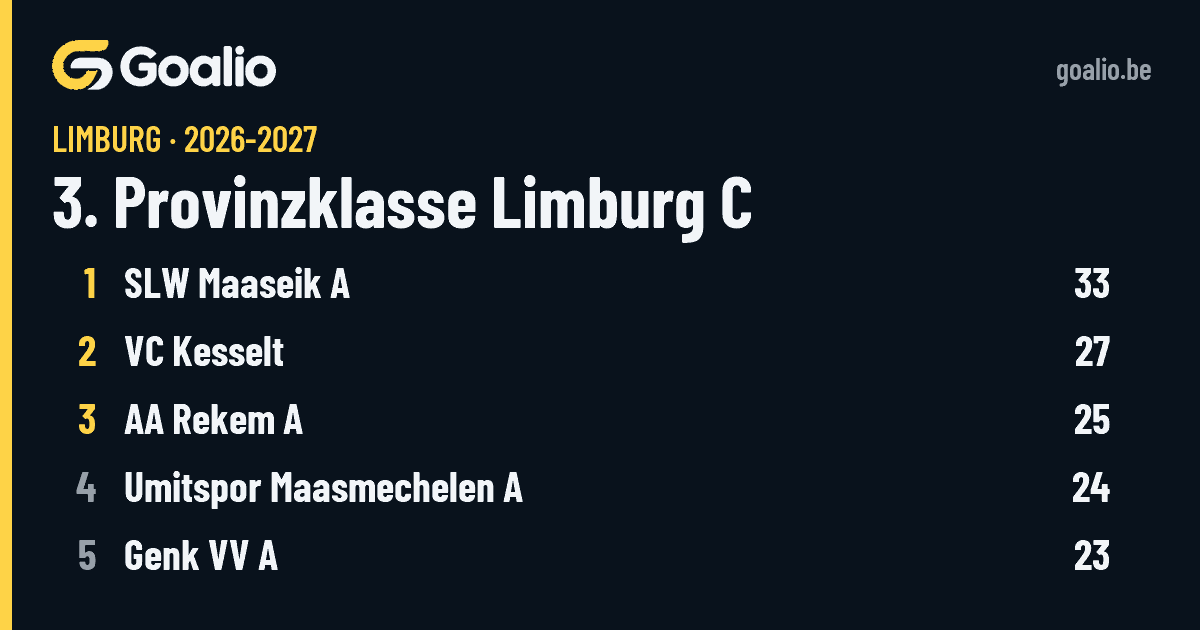 Goalio
goalio.be
LIMBURG · 2026-2027
3. Provinzklasse Limburg C
1 SLW Maaseik A 33
2 VC Kesselt 27
3 AA Rekem A 25
4 Umitspor Maasmechelen A 24
5 Genk VV A 23